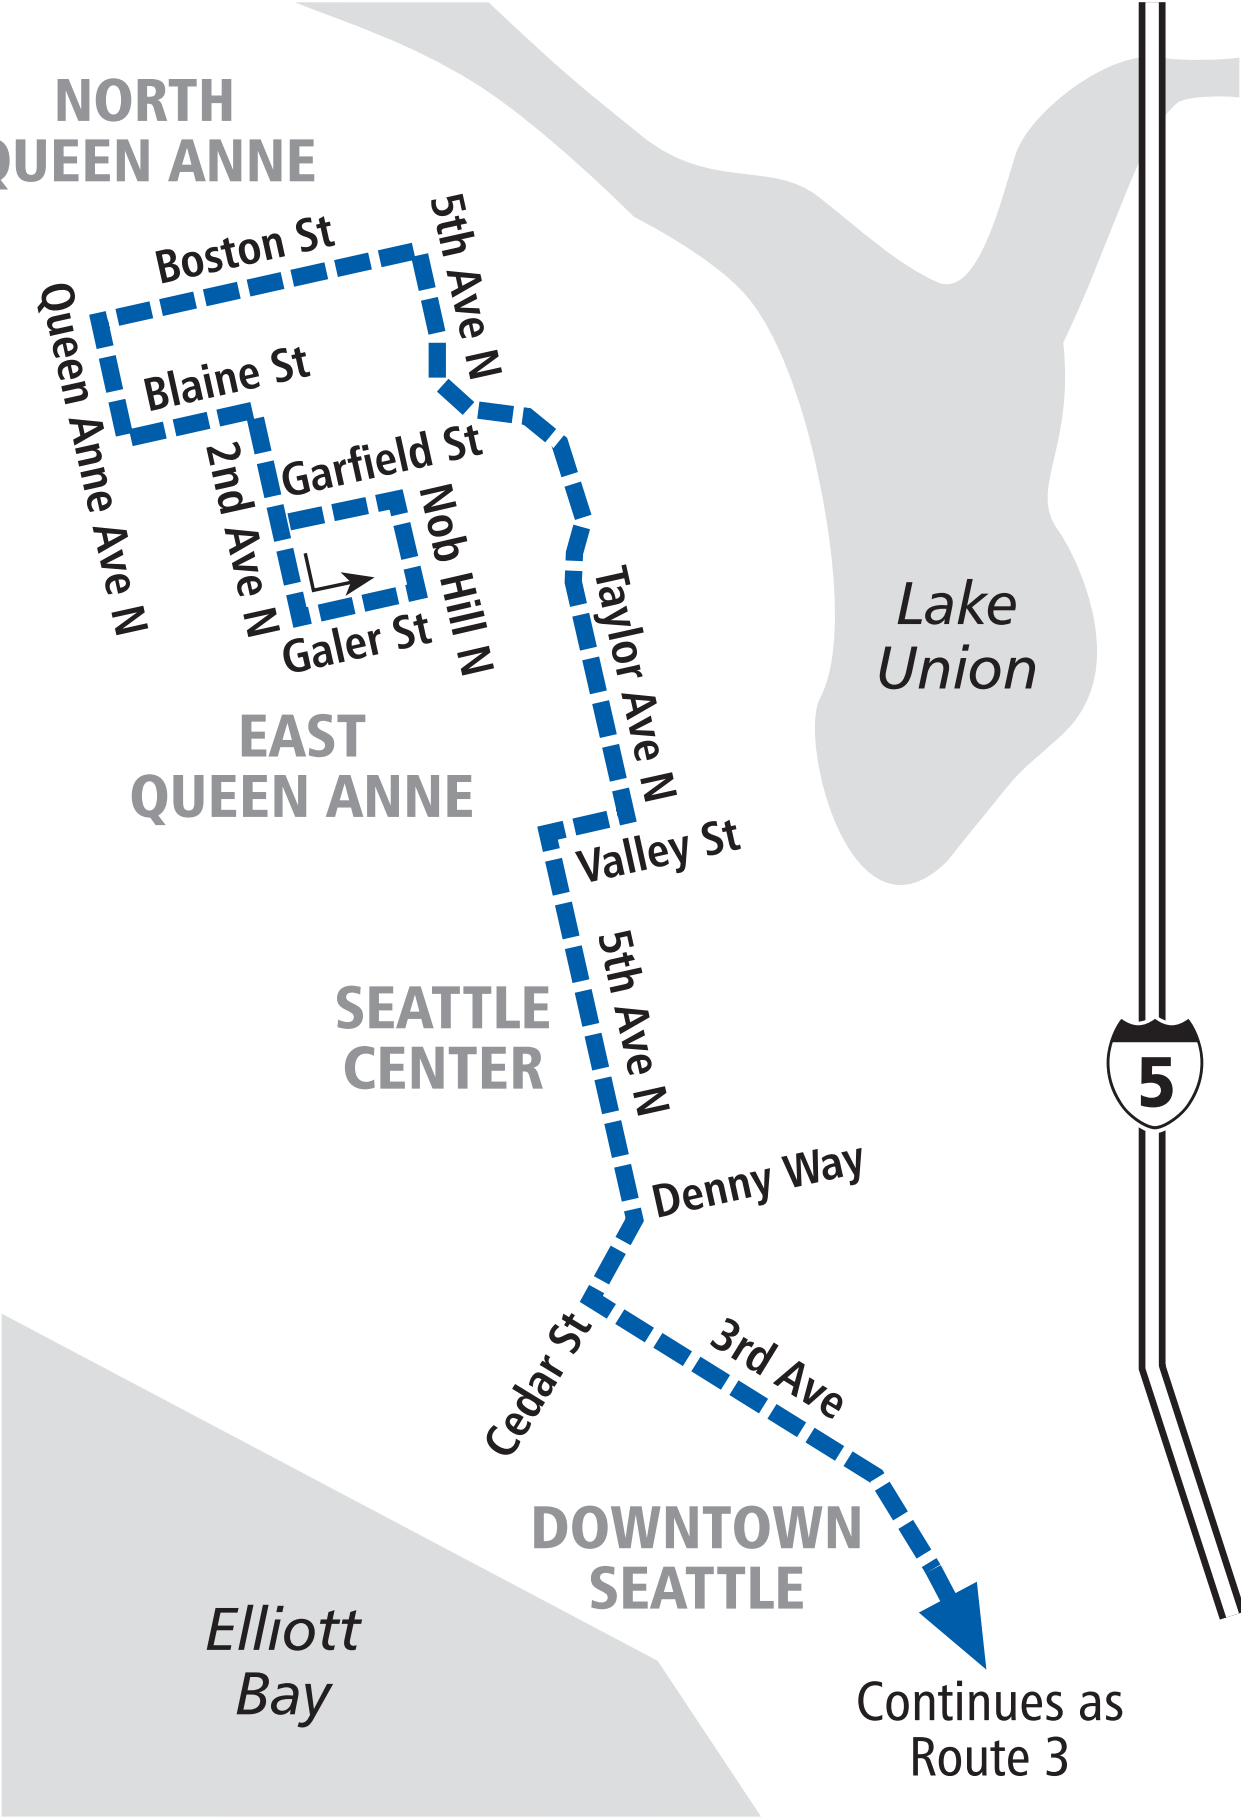 NORTH
QUEEN ANNE
Boston St
5th Ave N
Queen Anne Ave N
Blaine St
2nd Ave N
Garfield St
Nob Hill N
Galer St
Taylor Ave N
Lake
Union
EAST
QUEEN ANNE
Valley St
5th Ave N
SEATTLE
CENTER
5
Denny Way
Cedar St
3rd Ave
DOWNTOWN
SEATTLE
Elliott
Bay
Continues as
Route 3